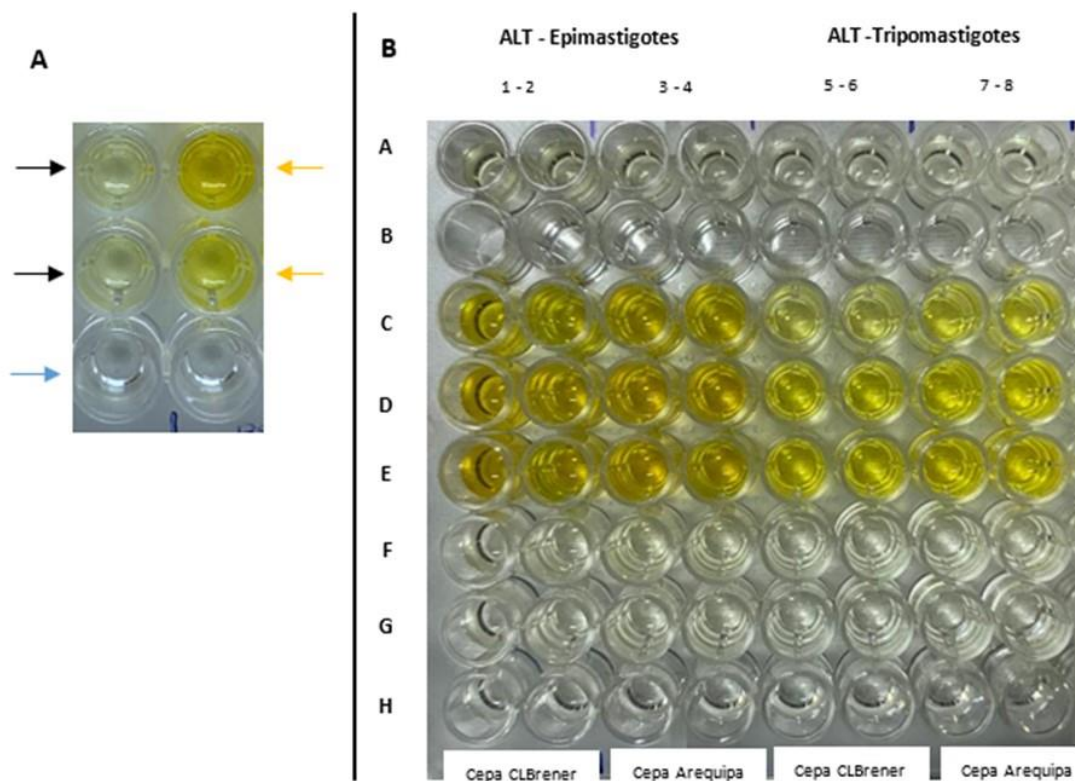 A
B
ALT - Epimastigotes
ALT -Tripomastigotes
1 - 2
3 - 4
5 - 6
7 - 8
A
B
C
D
E
F
G
H
Cepa CLBrener
Cepa Arequipa
Cepa CLBrener
Cepa Arequipa